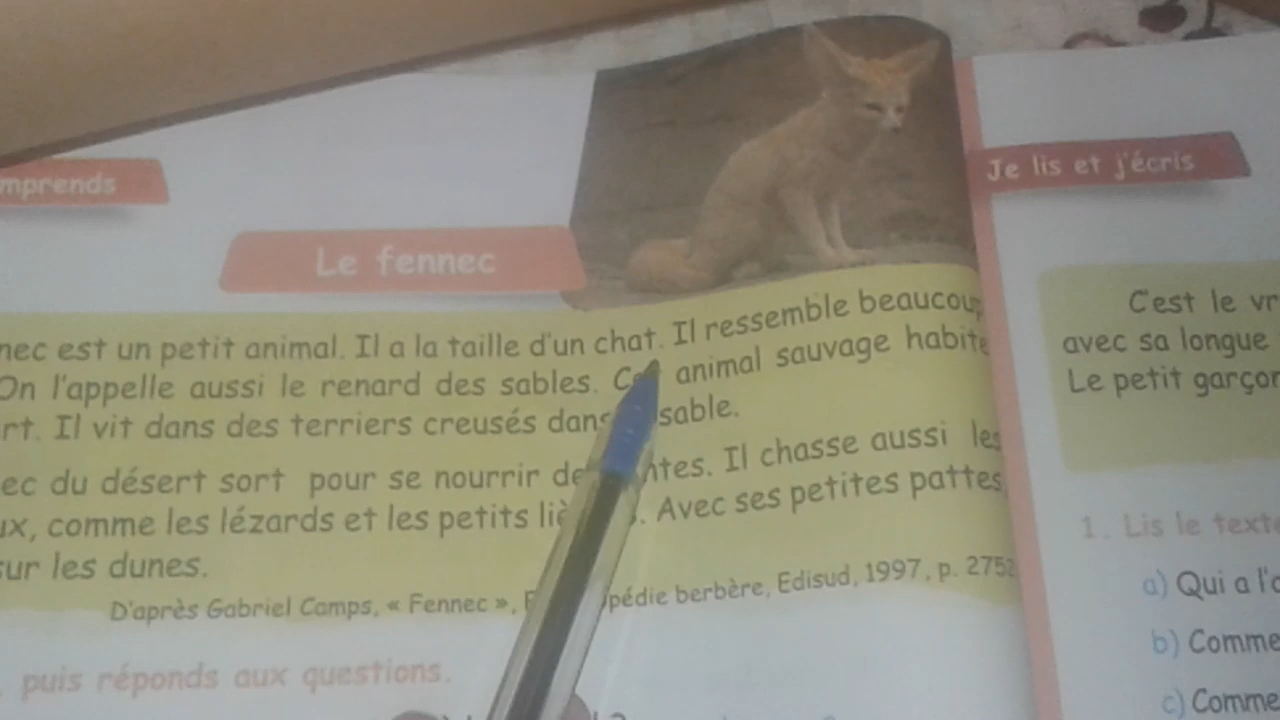 mprends
Le fennec
nec est un petit animal. Il a la taille d'un chat. Il ressemble beaucoup
On l'appelle aussi le renard des sables. animal sauvage habite
rt. Il vit dans des terriers creusés dans sable.
ec du désert sort pour se nourrir de ntes. Il chasse aussi les
ux, comme les lézards et les petits liè . Avec ses petites pattes
sur les dunes.
D'après Gabriel Camps, « Fennec », E pédie berbère, Edisud, 1997, p. 2752
puis réponds aux questions.
Je lis et j'écris
C'est le vr
avec sa longue
Le petit garçon
1. Lis le texte
a) Qui a l'a
b) Comme
c) Comme